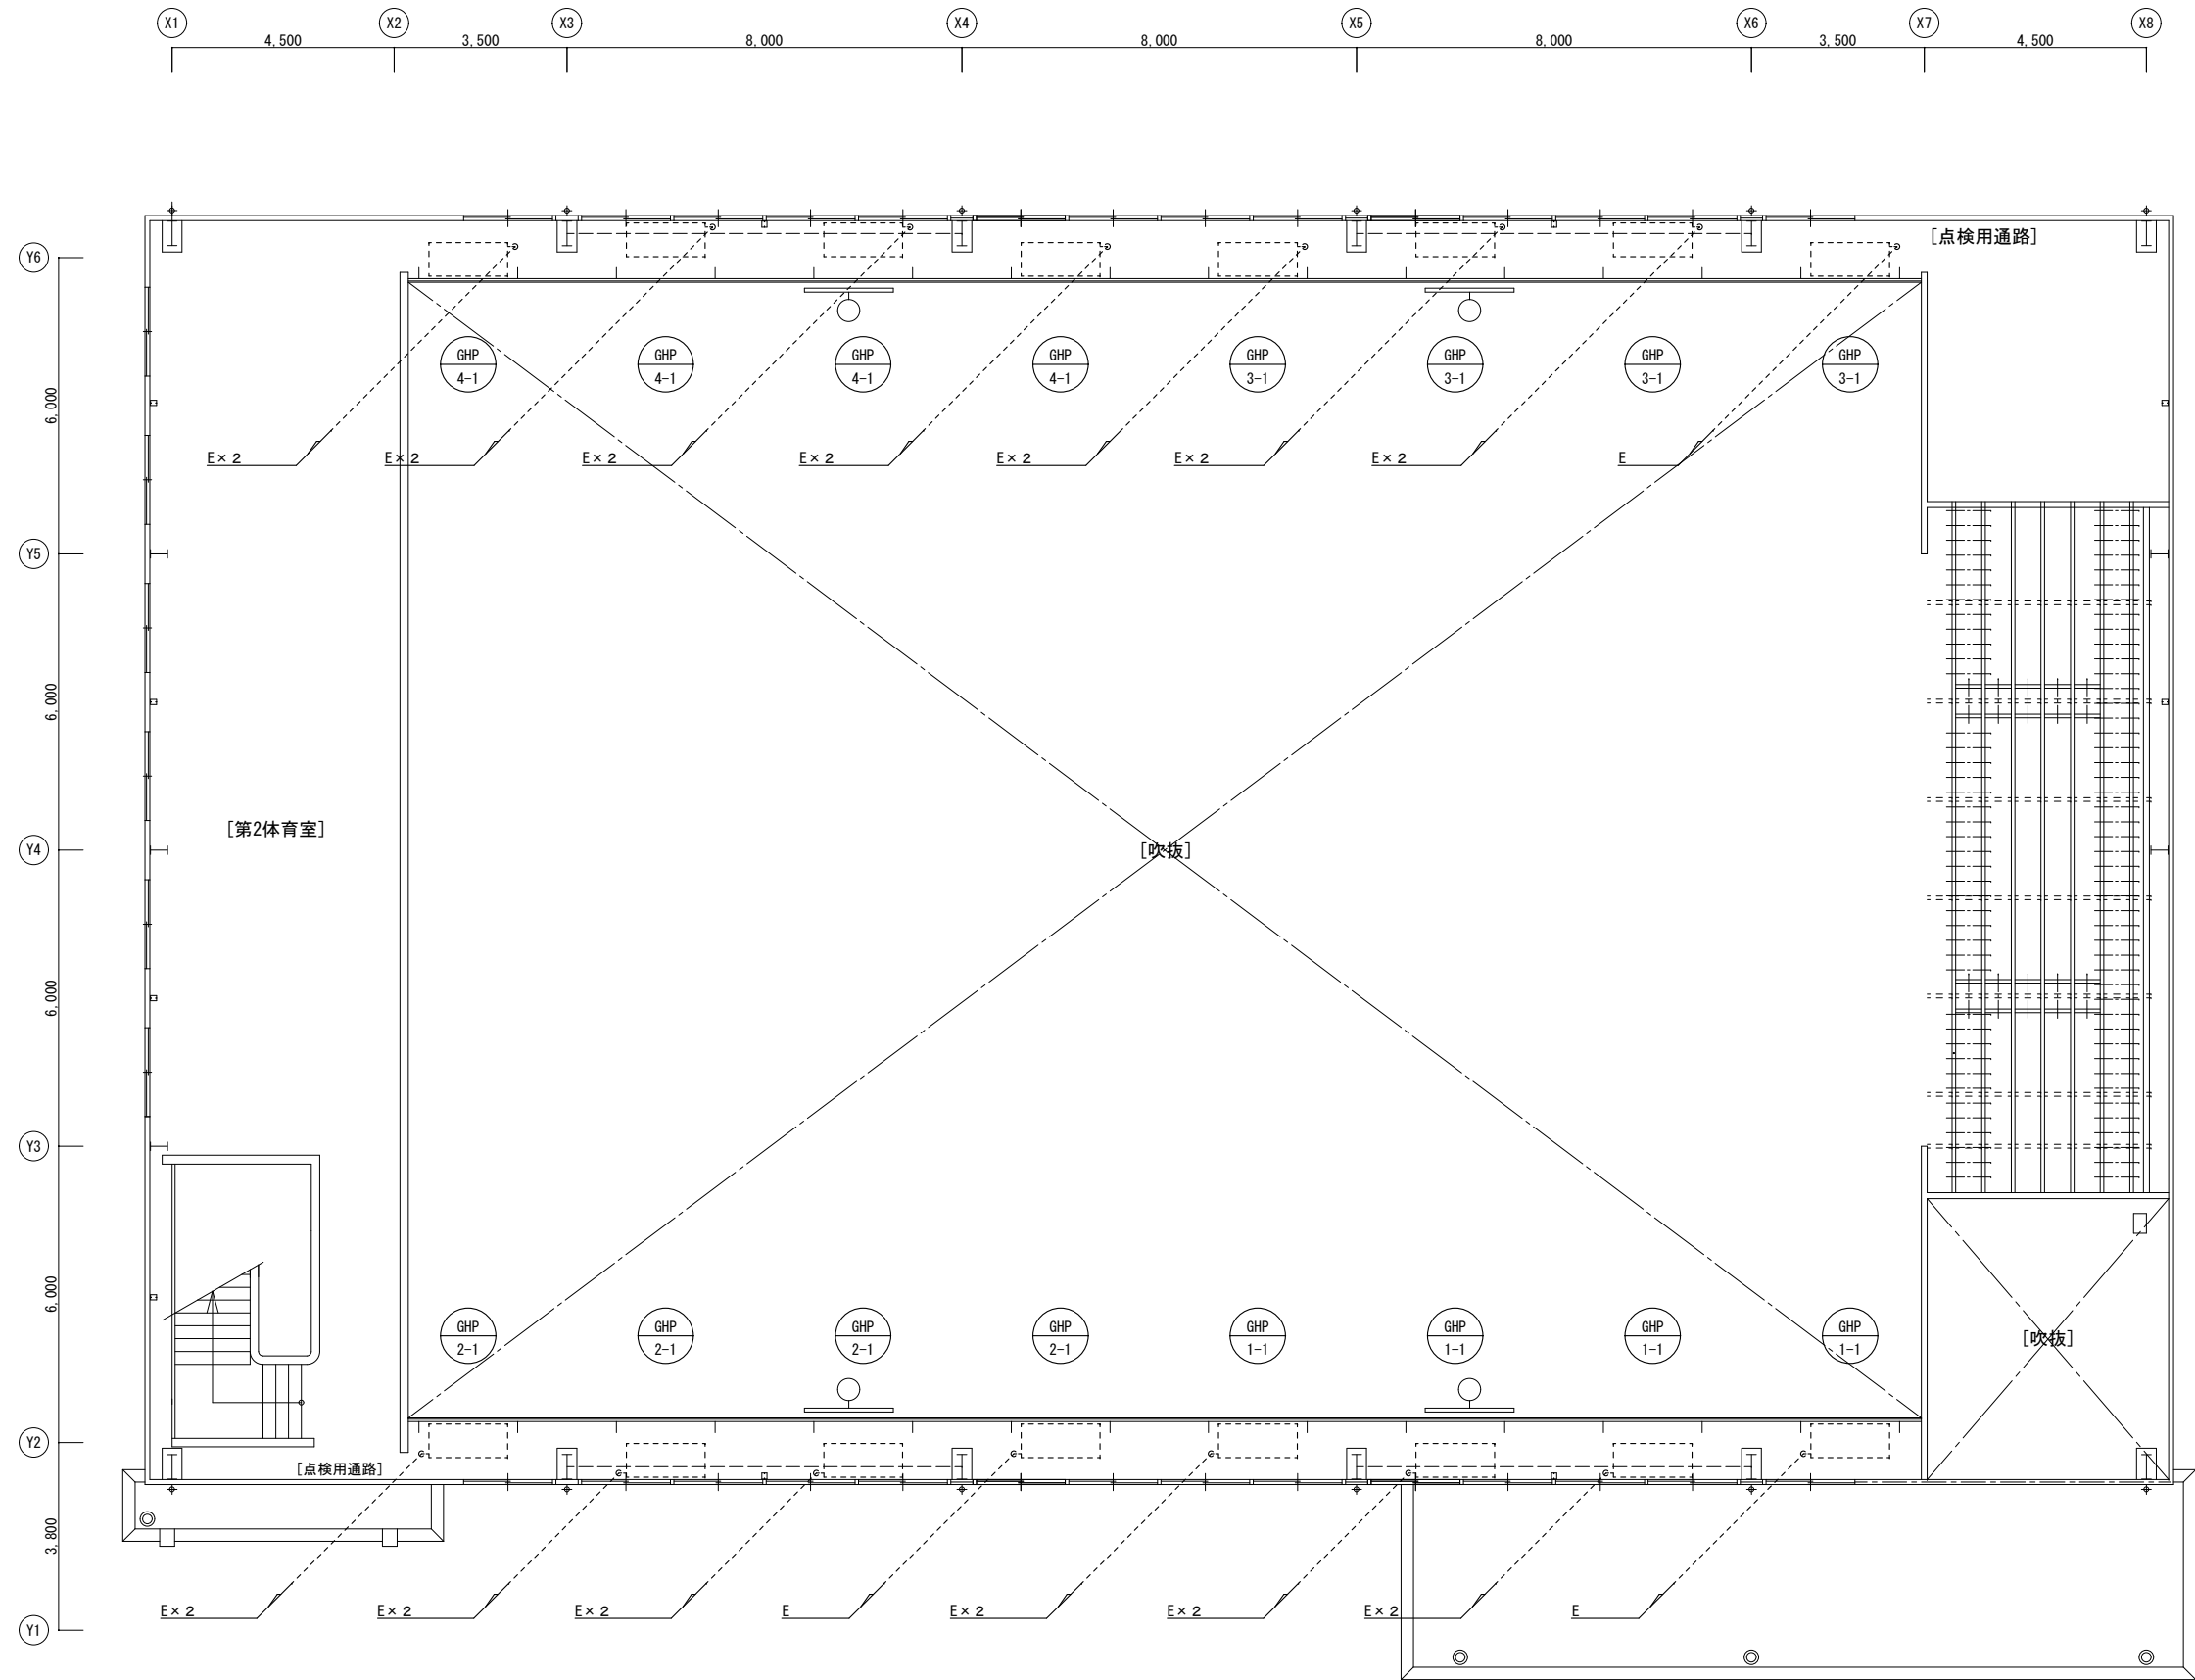 X1 X2 X3 X4 X5 X6 X7 X8
4,500 3,500 8,000 8,000 8,000 3,500 4,500
[点検用通路]
Y6
GHP 4-1
GHP 4-1
GHP 4-1
GHP 4-1
GHP 3-1
GHP 3-1
GHP 3-1
GHP 3-1
6,000
E×2 E×2 E×2 E×2 E×2 E×2 E×2 E
Y5
6,000
[第2体育室]
[吹抜]
Y4
6,000
Y3
6,000
GHP 2-1
GHP 2-1
GHP 2-1
GHP 2-1
GHP 1-1
GHP 1-1
GHP 1-1
GHP 1-1
[吹抜]
Y2
[点検用通路]
3,800
E×2 E×2 E×2 E E×2 E×2 E×2 E
Y1